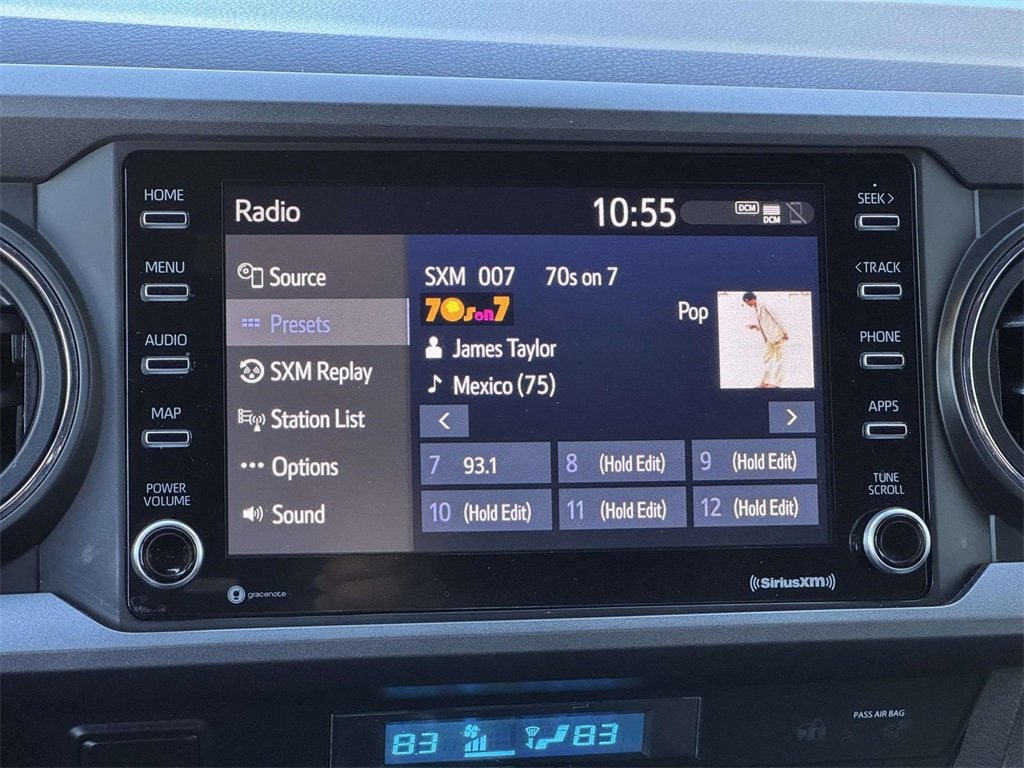 HOME
MENU
AUDIO
MAP
POWER
VOLUME
Radio
10:55
DCM
DCM
Source
Presets
SXM Replay
Station List
Options
Sound
SXM 007 70s on 7
70s on 7
Pop
James Taylor
Mexico (75)
<
>
7 93.1
8 (Hold Edit)
9 (Hold Edit)
10 (Hold Edit)
11 (Hold Edit)
12 (Hold Edit)
SEEK >
< TRACK
PHONE
APPS
TUNE
SCROLL
gracenote
((SiriusXM))
83
83
PASS AIR BAG